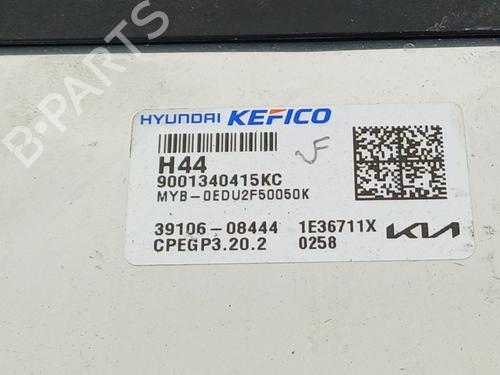 HYUNDAI KEFICO
H44
9001340415KC
MYB-0EDU2F50050K
39106-08444 1E36711X KIA
CPEGP3.20.2 0258
B-PARTS